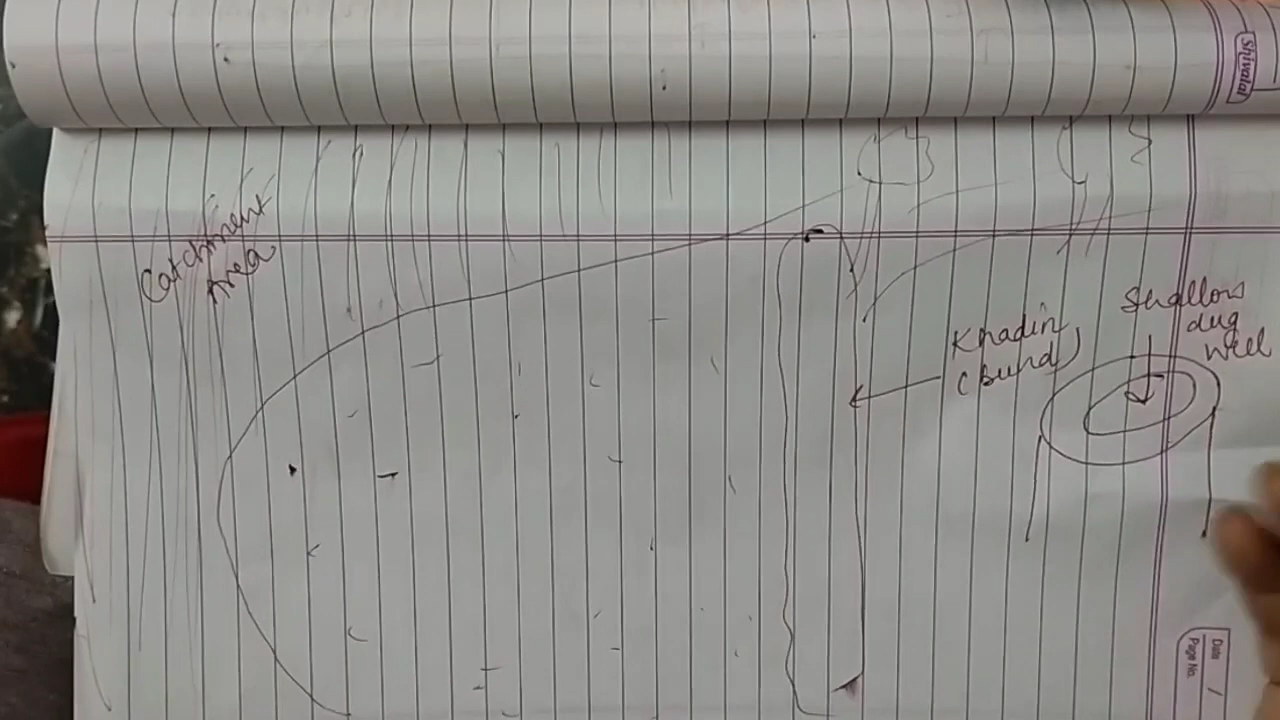 Shivalal
Catchment
Area
Khadin
(Bund)
Shallow
dug
well
Date
Page No.